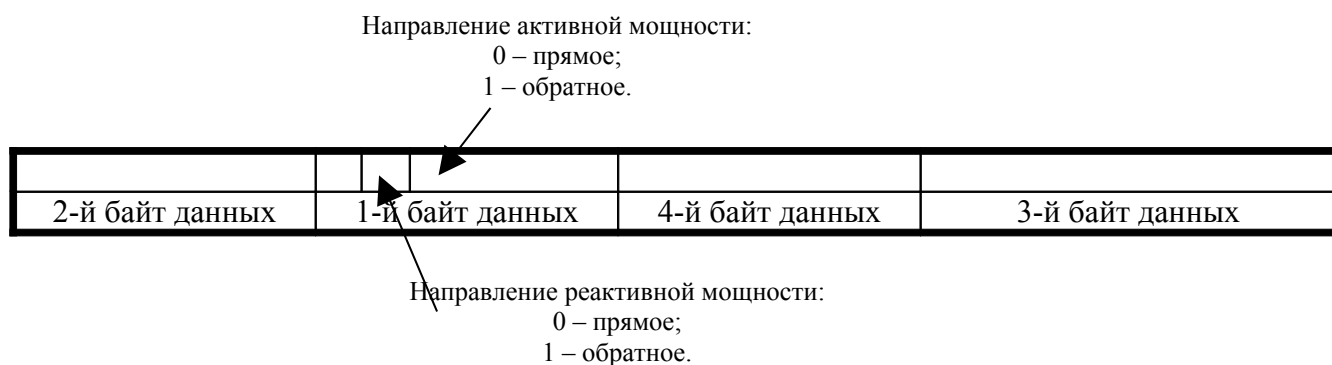 Направление активной мощности:
0 – прямое;
1 – обратное.
2-й байт данных 1-й байт данных 4-й байт данных 3-й байт данных
Направление реактивной мощности:
0 – прямое;
1 – обратное.